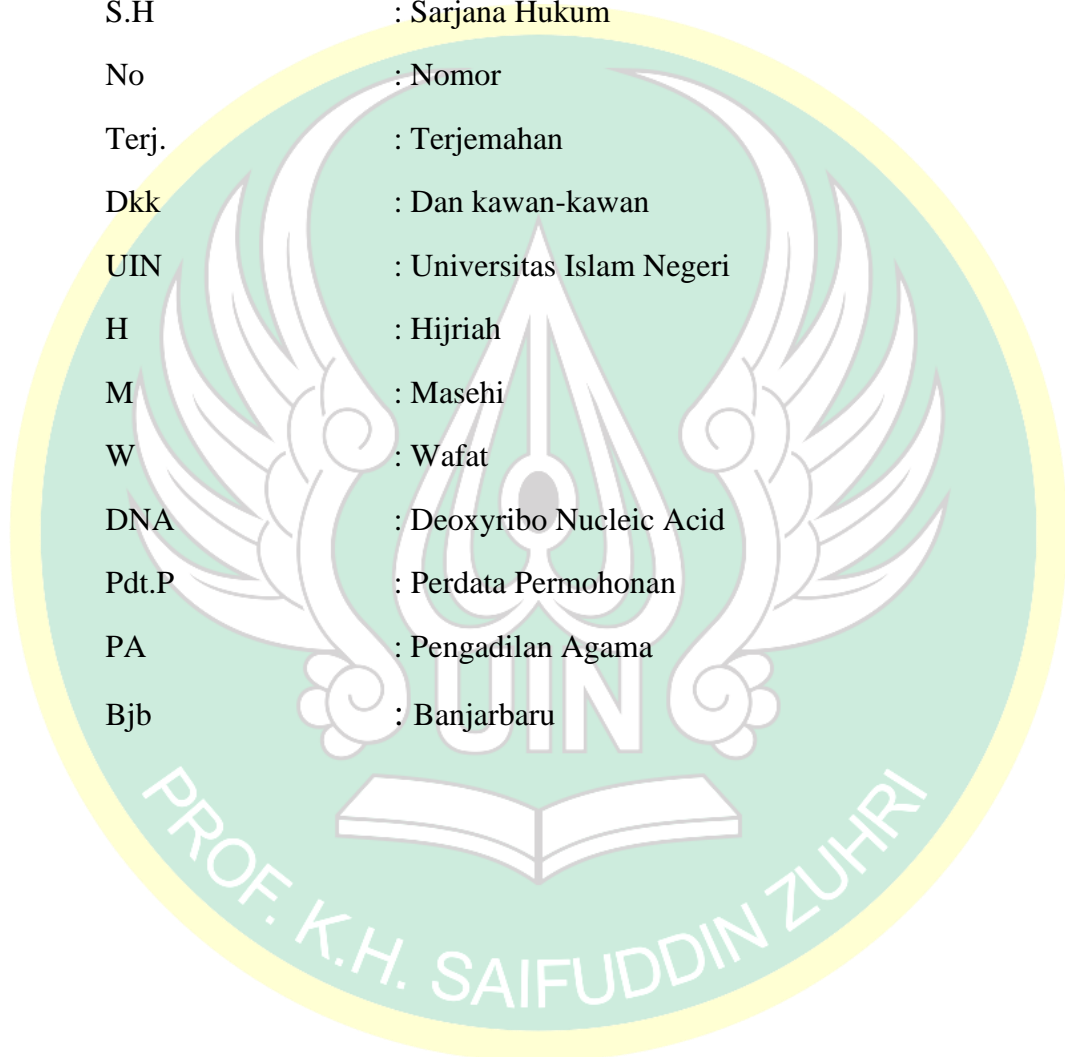 S.H : Sarjana Hukum
No : Nomor
Terj. : Terjemahan
Dkk : Dan kawan-kawan
UIN : Universitas Islam Negeri
H : Hijriah
M : Masehi
W : Wafat
DNA : Deoxyribo Nucleic Acid
Pdt.P : Perdata Permohonan
PA : Pengadilan Agama
Bjb : Banjarbaru
UIN
PROF. K.H. SAIFUDDIN ZUHRI